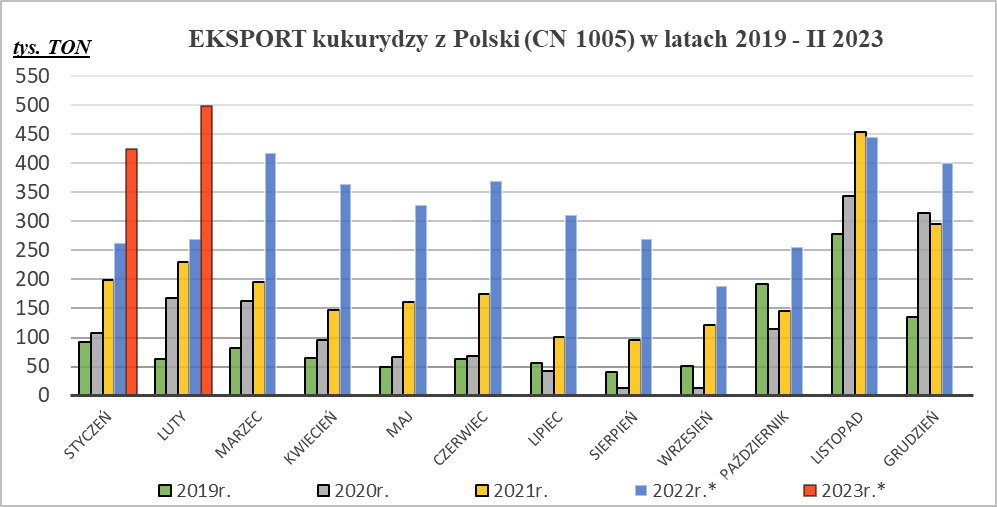 EKSPORT kukurydzy z Polski (CN 1005) w latach 2019 - II 2023
tys. TON
550
500
450
400
350
300
250
200
150
100
50
0
STYCZEŃ
LUTY
MARZEC
KWIECIEŃ
MAJ
CZERWIEC
LIPIEC
SIERPIEŃ
WRZESIEŃ
PAŹDZIERNIK
LISTOPAD
GRUDZIEŃ
2019r. 2020r. 2021r. 2022r.* 2023r.*